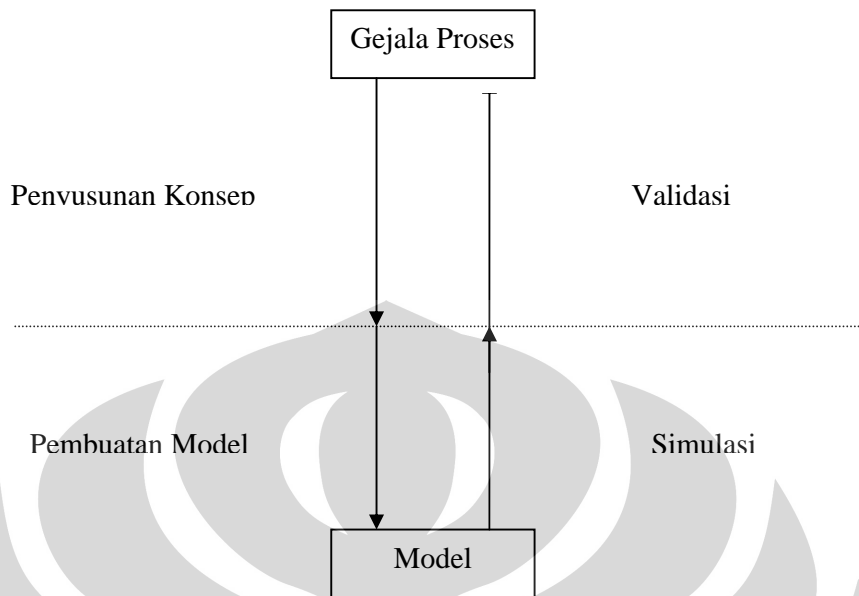 Gejala Proses
Penyusunan Konsep
Validasi
Pembuatan Model
Simulasi
Model